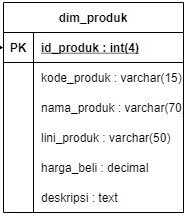 dim_produk
PK id_produk : int(4)
kode_produk : varchar(15)
nama_produk : varchar(70
lini_produk : varchar(50)
harga_beli : decimal
deskripsi : text